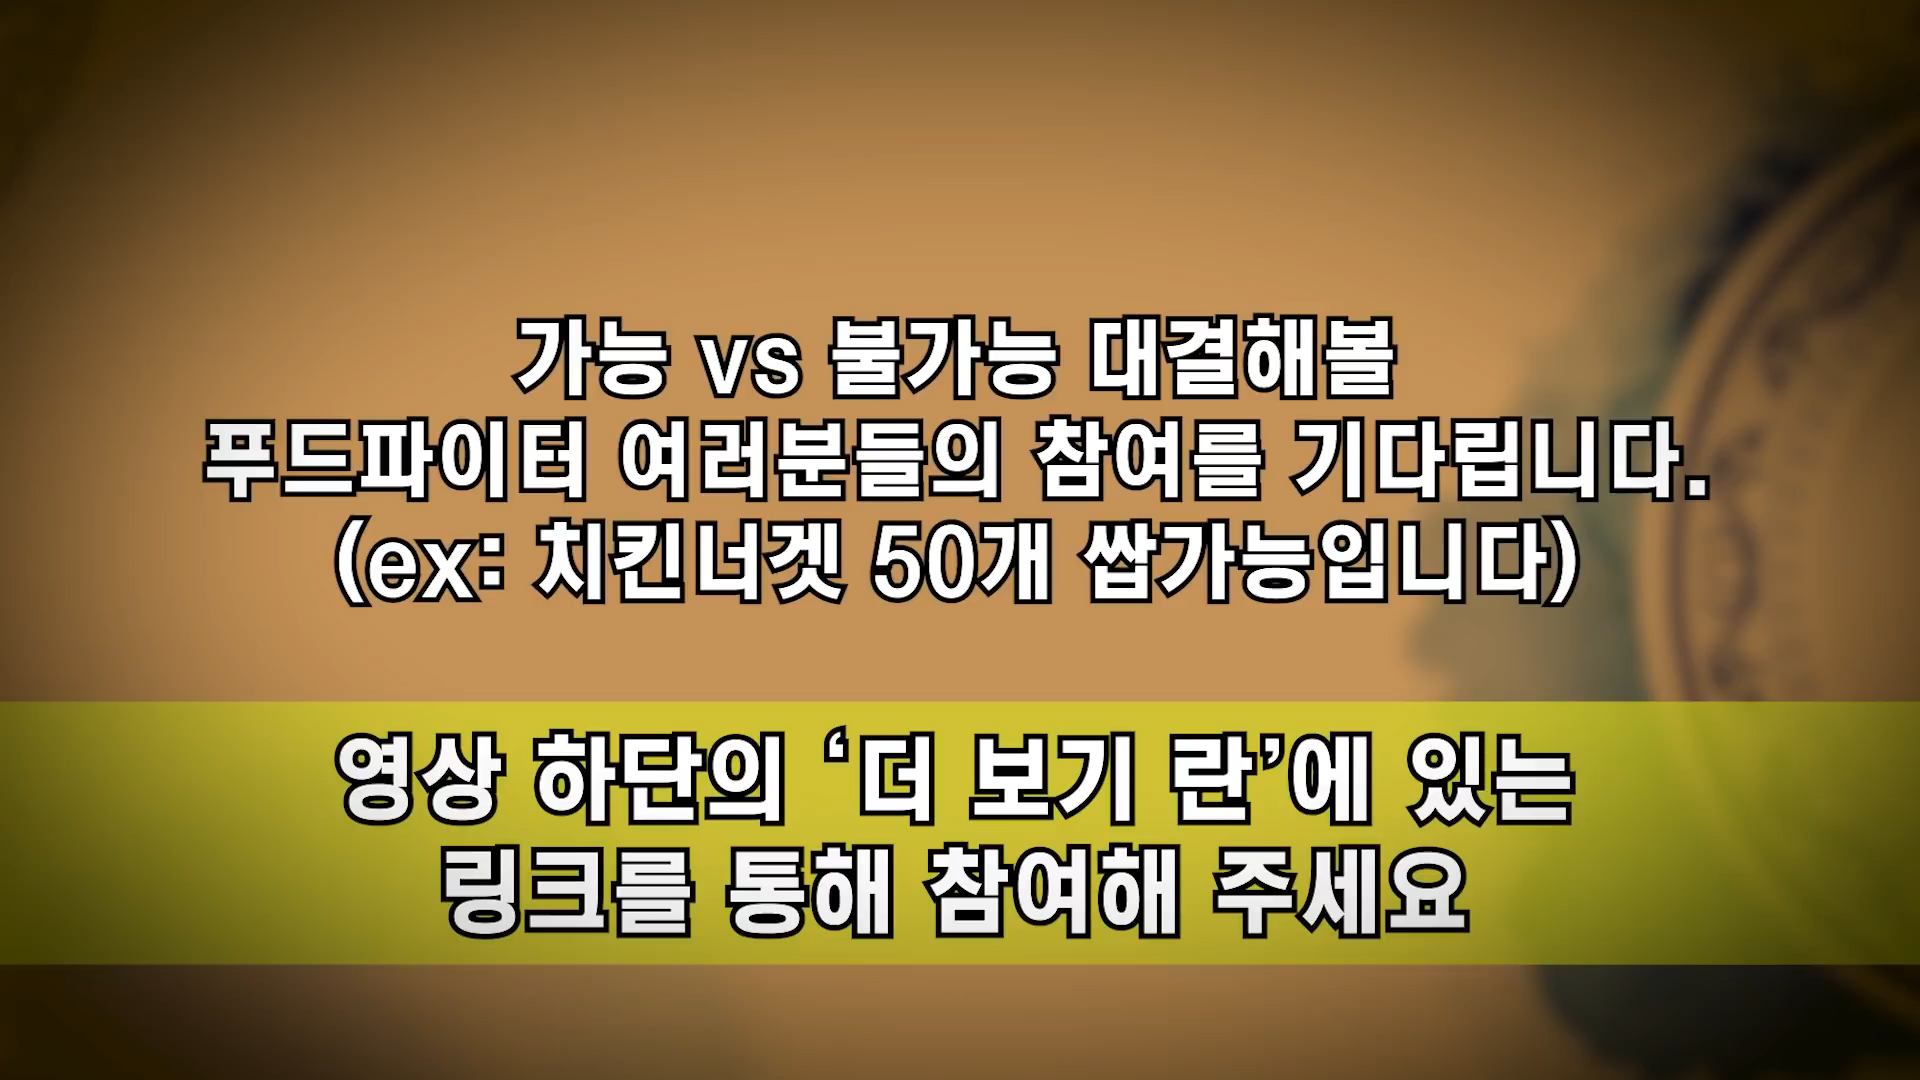 가능 vs 불가능 대결해볼
푸드파이터 여러분들의 참여를 기다립니다.
(ex: 치킨너겟 50개 쌉가능입니다)
영상 하단의 ‘더 보기 란’에 있는
링크를 통해 참여해 주세요